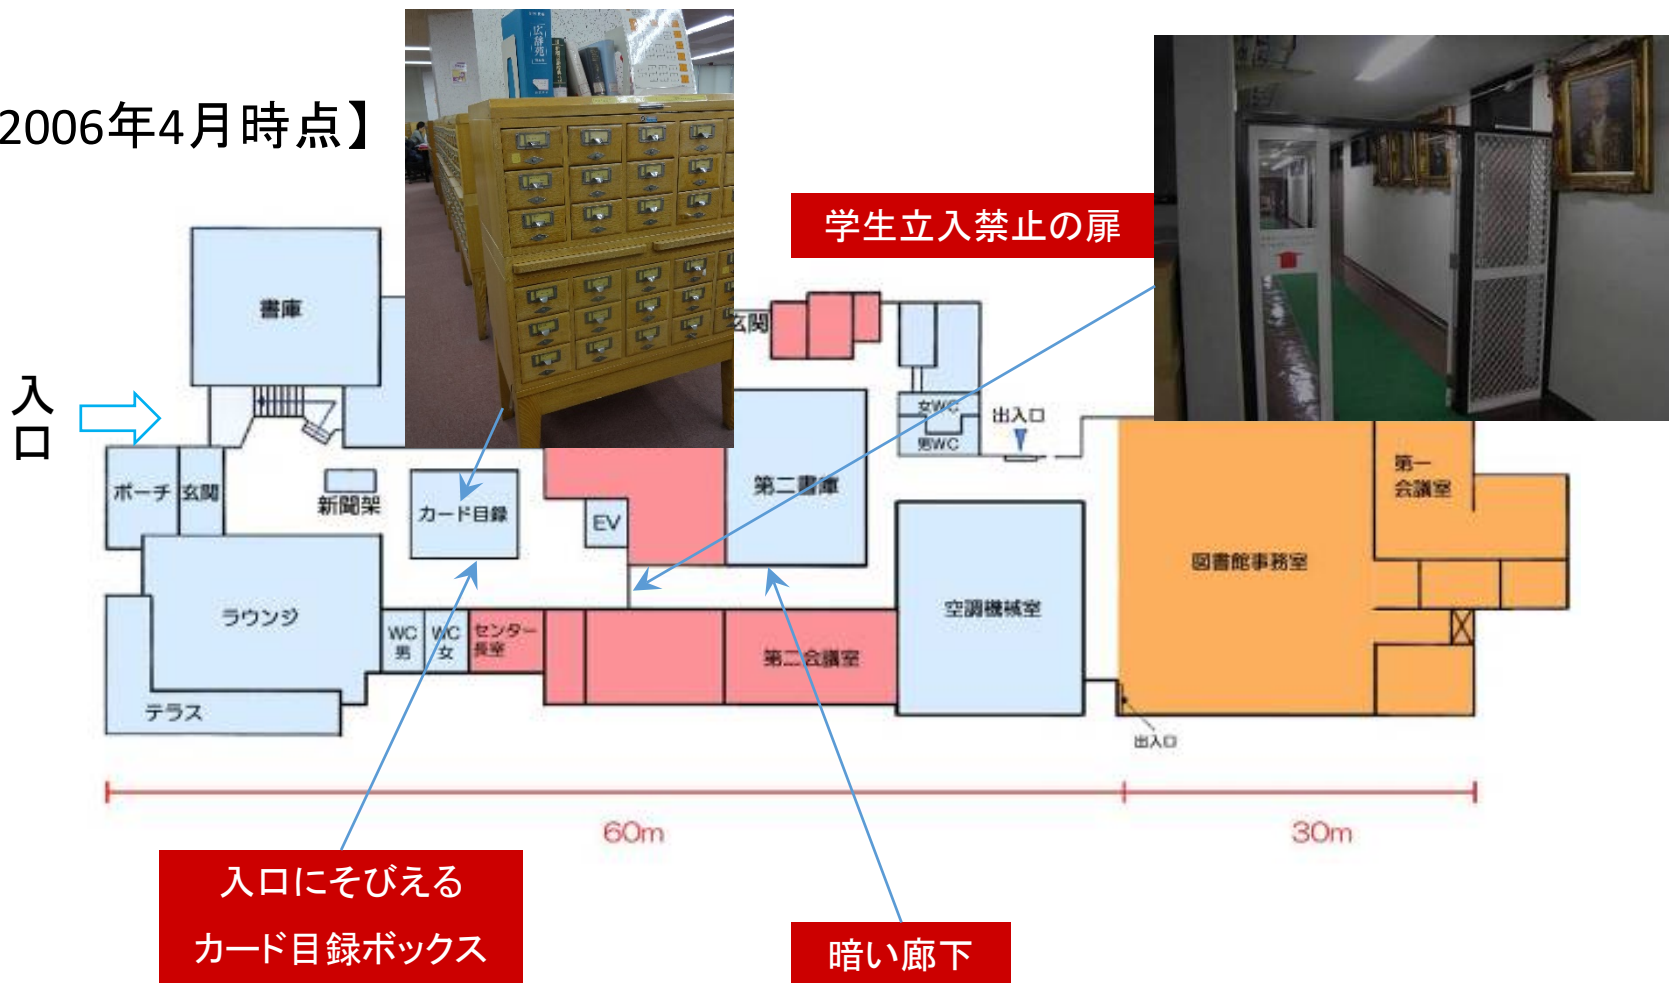 2006年4月時点】
広辞苑
学生立入禁止の扉
書庫
玄関
入
口
女WC
男WC
出入口
ポーチ
玄関
新聞架
カード目録
EV
第二書庫
第一
会議室
図書館事務室
ラウンジ
WC
男
WC
女
センター
長室
第二会議室
空調機械室
テラス
出入口
60m
30m
入口にそびえる
カード目録ボックス
暗い廊下